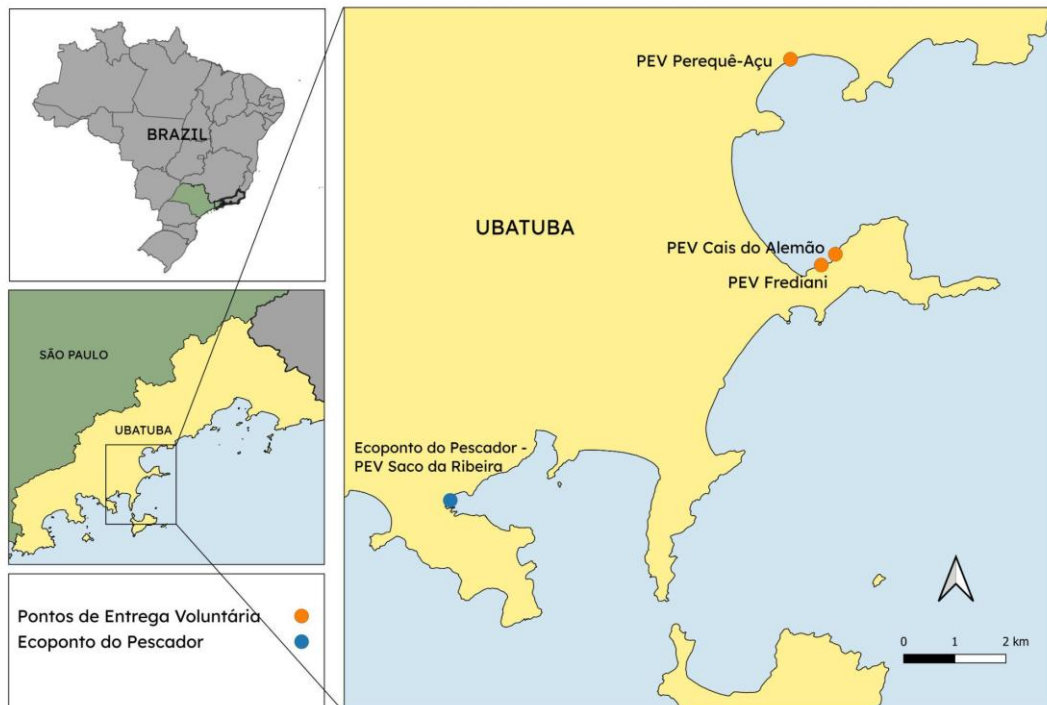 BRAZIL
SÃO PAULO
UBATUBA
Pontos de Entrega Voluntária
Ecoponto do Pescador
PEV Perequê-Açu
UBATUBA
PEV Cais do Alemão
PEV Frediani
Ecoponto do Pescador -
PEV Saco da Ribeira
0 1 2 km